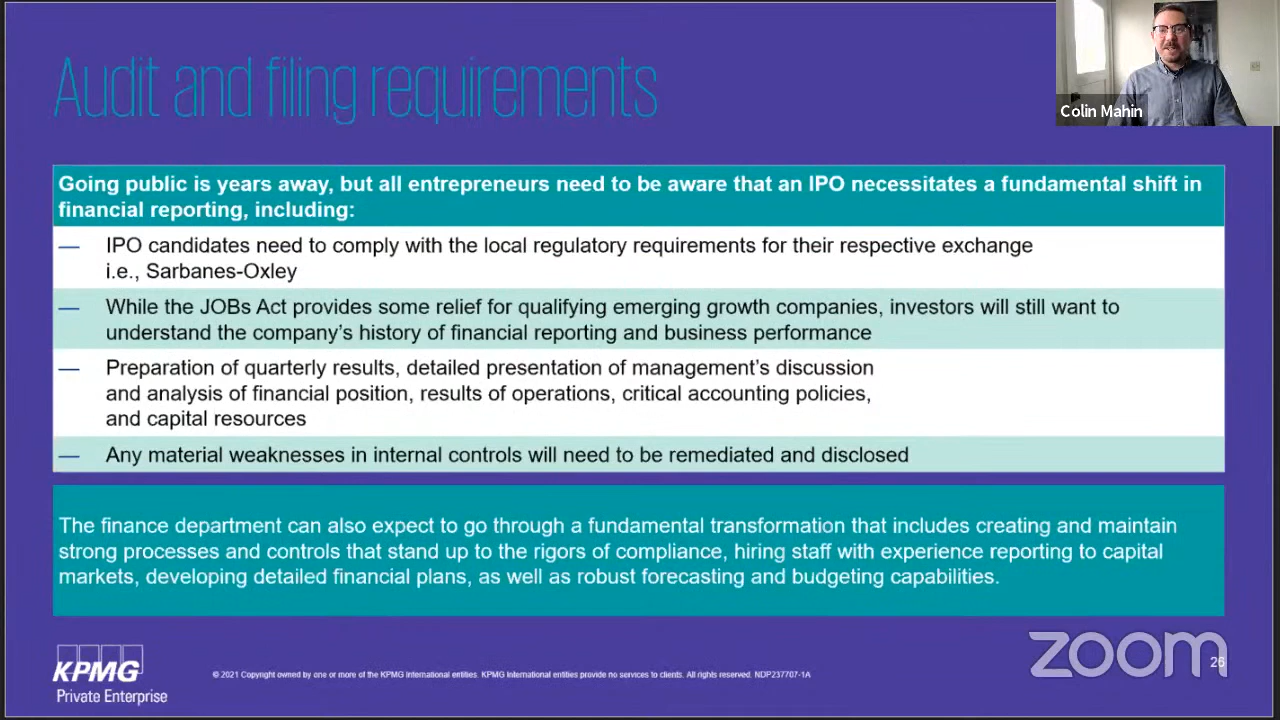 Audit and filing requirements
Colin Mahin
Going public is years away, but all entrepreneurs need to be aware that an IPO necessitates a fundamental shift in
financial reporting, including:
— IPO candidates need to comply with the local regulatory requirements for their respective exchange
i.e., Sarbanes-Oxley
— While the JOBs Act provides some relief for qualifying emerging growth companies, investors will still want to
understand the company's history of financial reporting and business performance
— Preparation of quarterly results, detailed presentation of management's discussion
and analysis of financial position, results of operations, critical accounting policies,
and capital resources
— Any material weaknesses in internal controls will need to be remediated and disclosed
The finance department can also expect to go through a fundamental transformation that includes creating and maintain
strong processes and controls that stand up to the rigors of compliance, hiring staff with experience reporting to capital
markets, developing detailed financial plans, as well as robust forecasting and budgeting capabilities.
KPMG
Private Enterprise
© 2021 Copyright owned by one or more of the KPMG International entities. KPMG International entities provide no services to clients. All rights reserved. NDP237707-1A
zoom
26